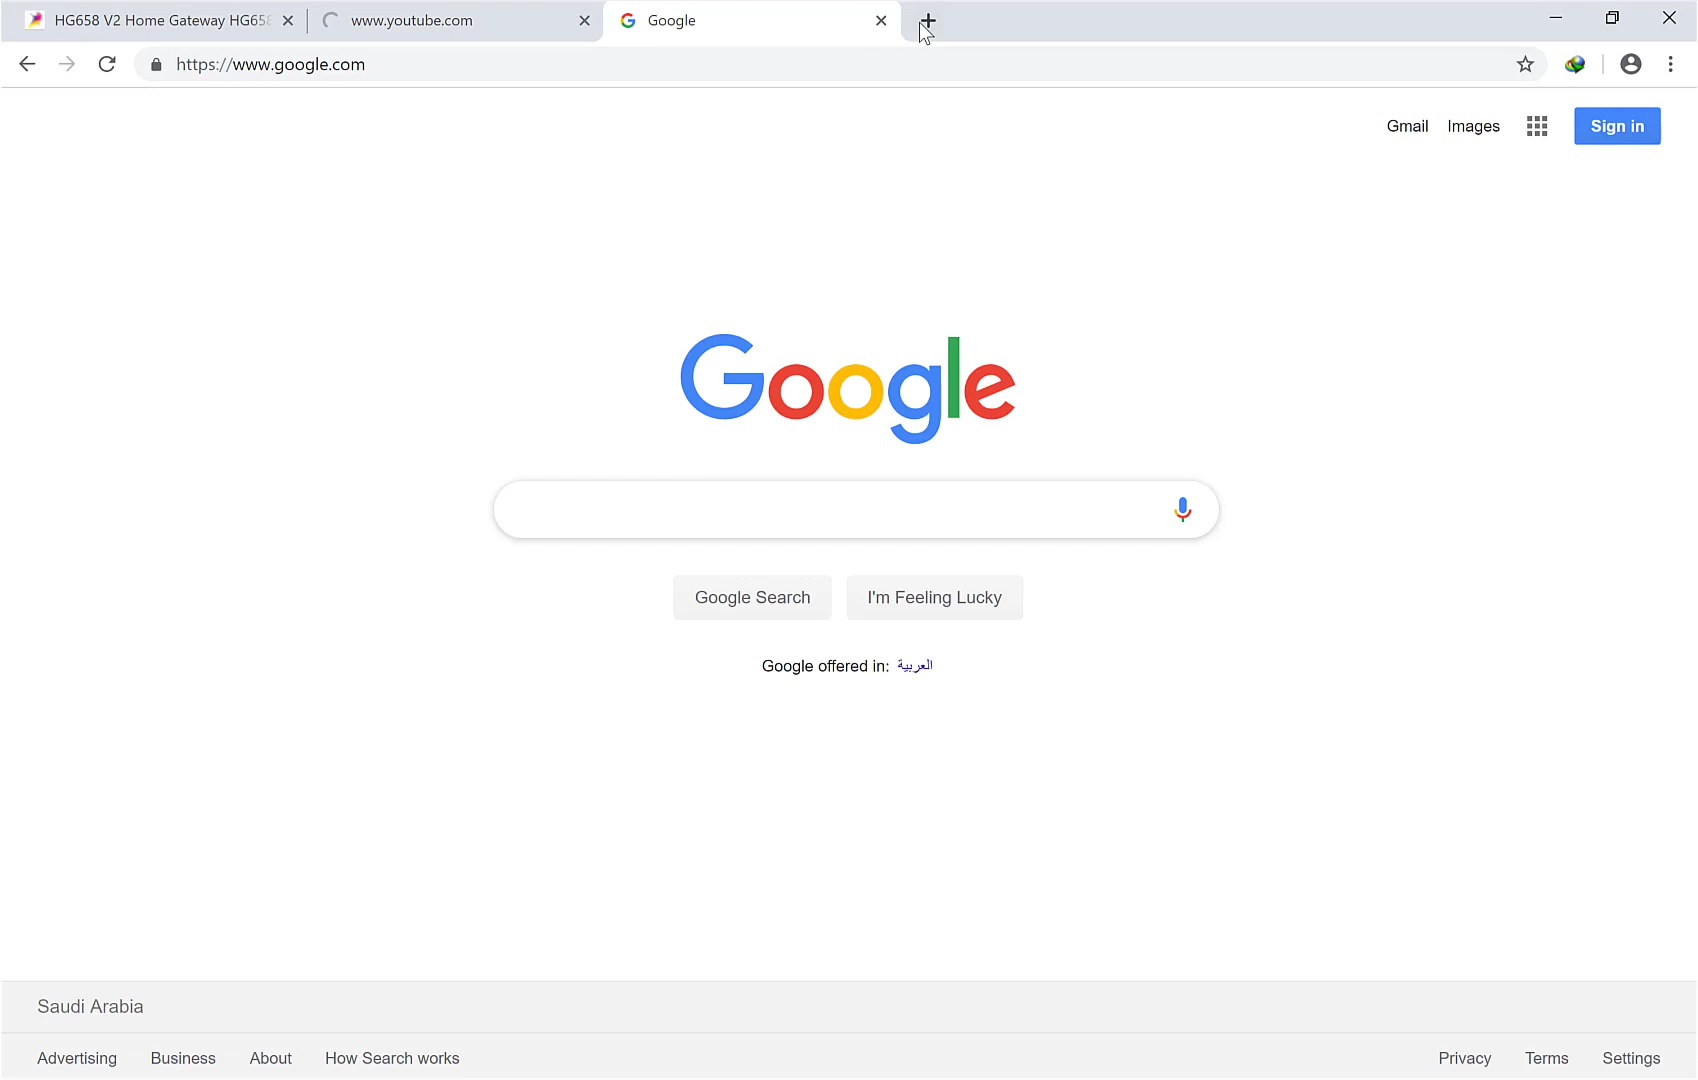 HG658 V2 Home Gateway HG658
www.youtube.com
Google
https://www.google.com
Gmail Images Sign in
Google
Google Search I'm Feeling Lucky
Google offered in: العربية
Saudi Arabia
Advertising Business About How Search works Privacy Terms Settings